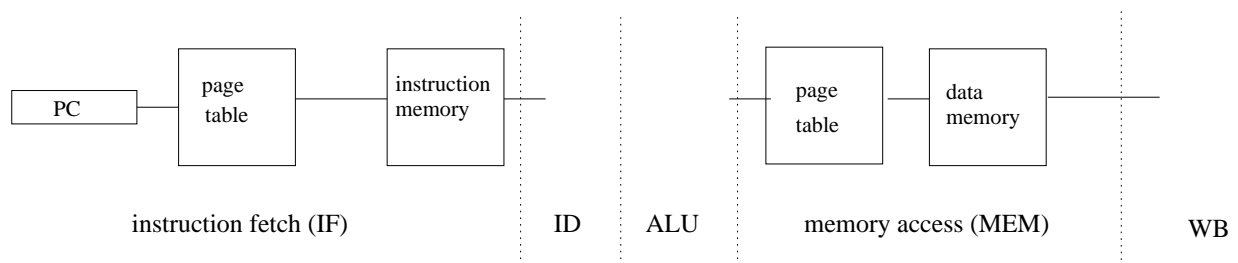 PC
page
table
instruction
memory
page
table
data
memory
instruction fetch (IF)
ID
ALU
memory access (MEM)
WB